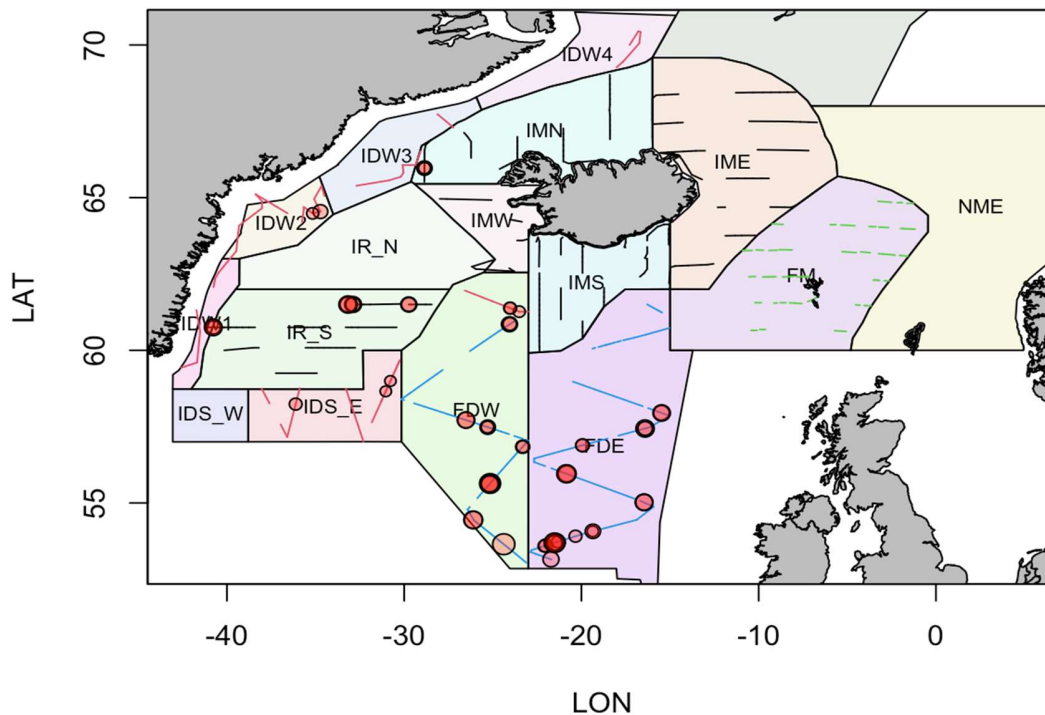 70
65
60
55
LAT
IDW4
IMN
IDW3
IME
IDW2
IMW
NME
IR_N
FM
IMS
IDW1
IR_S
IDS_W
IDS_E
FDW
FDE
-40
-30
-20
-10
0
LON